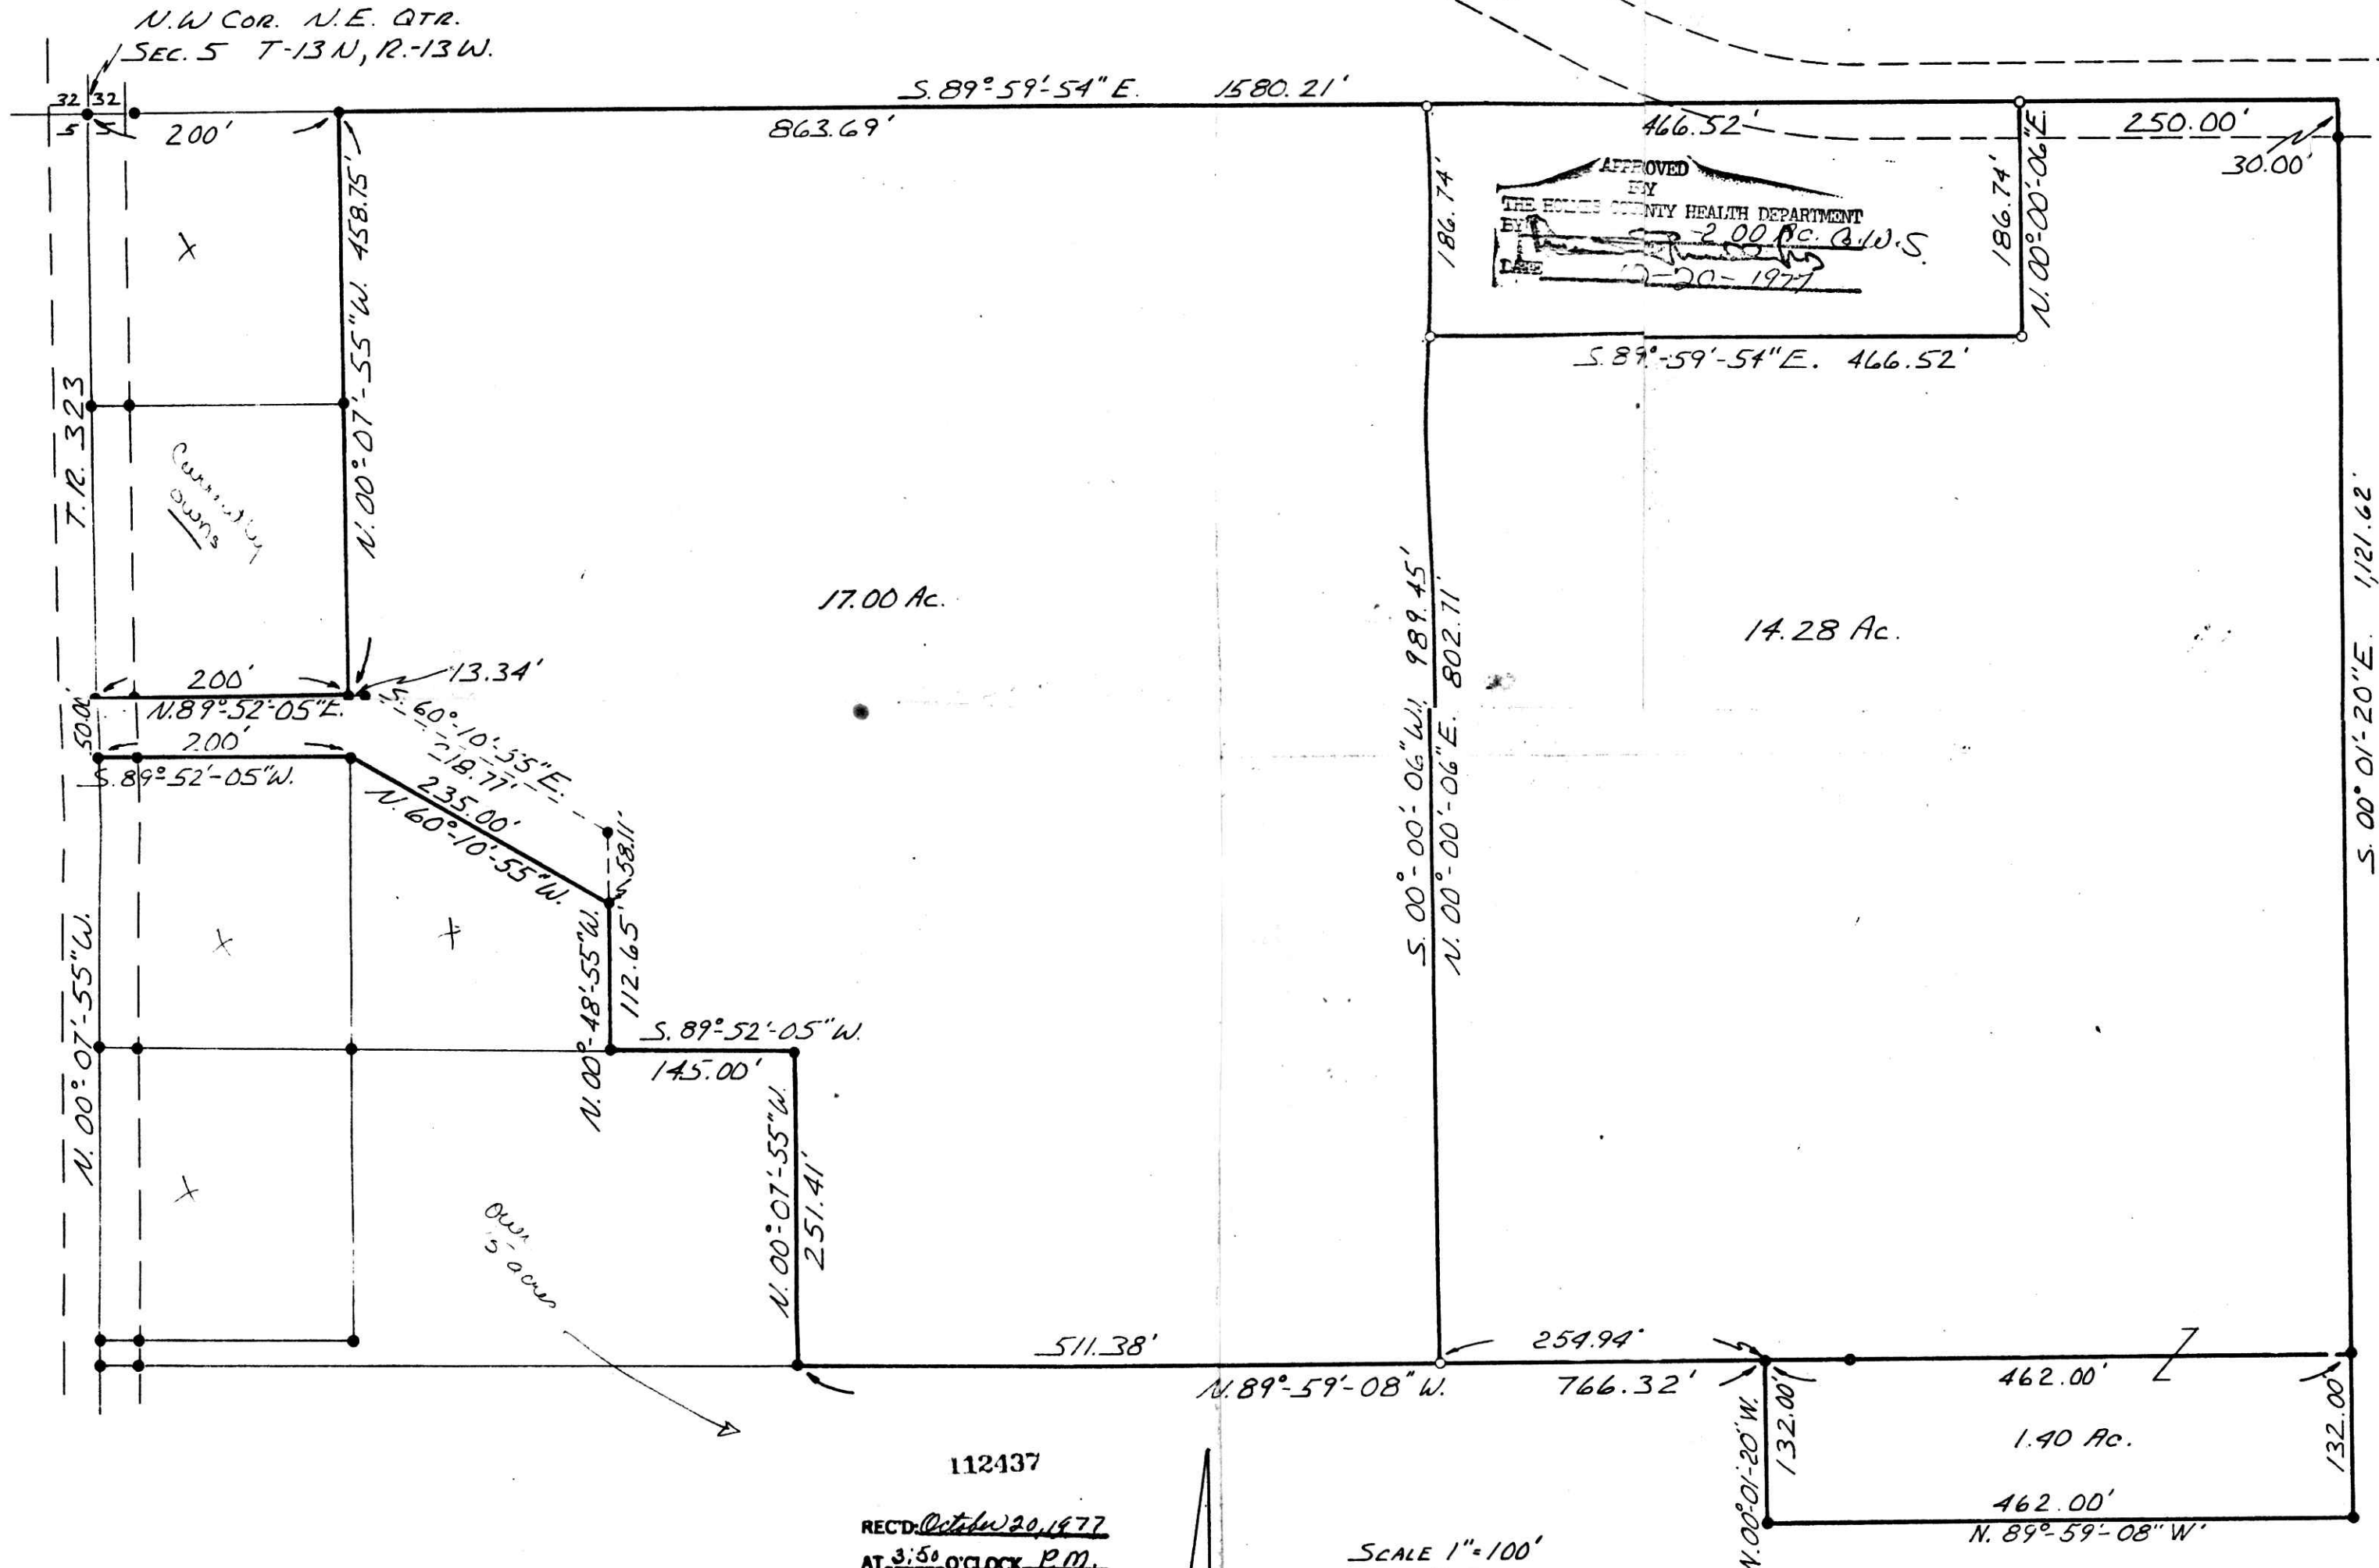 N.W COR. N.E. QTR.
SEC. 5 T-13N, R.-13W.
32 32
5 5
200'
S. 89°-59'-54" E. 1580.21'
863.69'
466.52'
250.00'
30.00'
N. 00°-07'-55" W. 458.75'
186.74'
APPROVED
BY
THE HOLMES COUNTY HEALTH DEPARTMENT
BY
2.00 AC.
DATE
20-1977
186.74'
N. 00°-00'-06" E.
S. 89°-59'-54" E. 466.52'
T. R. 323
Currently
owns
17.00 Ac.
14.28 Ac.
S. 00°-00'-06" W. 989.45'
N. 00°-00'-06" E. 802.71'
S. 00° 01'-20" E. 1,121.62'
200'
13.34'
N. 89°-52'-05" E.
50.00'
200'
S. 89°-52'-05" W.
S. 60°-10'-55" E.
218.77'
235.00'
N. 60°-10'-55" W.
58.11'
N. 00°-48'-55" W.
112.65'
N. 00°-07'-55" W.
S. 89°-52'-05" W.
145.00'
N. 00°-07'-55" W.
251.41'
5 acres
511.38'
254.94'
N. 89°-59'-08" W.
766.32'
462.00'
N. 00°-01'-20" W.
132.00'
1.40 Ac.
132.00'
462.00'
N. 89°-59'-08" W
112437
REC'D: October 20, 1977
AT 3:50 O'CLOCK P.M.
SCALE 1"=100'